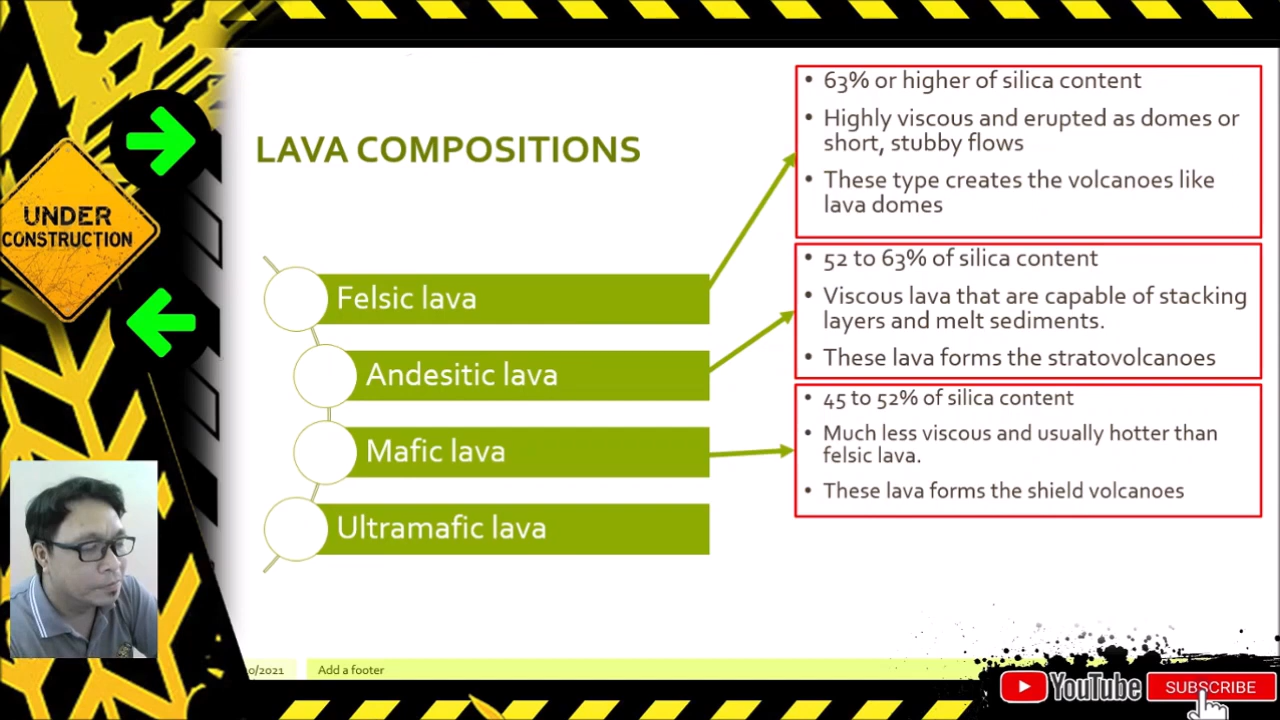 LAVA COMPOSITIONS
UNDER
CONSTRUCTION
Felsic lava
Andesitic lava
Mafic lava
Ultramafic lava
• 63% or higher of silica content
• Highly viscous and erupted as domes or
short, stubby flows
• These type creates the volcanoes like
lava domes
• 52 to 63% of silica content
• Viscous lava that are capable of stacking
layers and melt sediments.
• These lava forms the stratovolcanoes
• 45 to 52% of silica content
• Much less viscous and usually hotter than
felsic lava.
• These lava forms the shield volcanoes
0/2021
Add a footer
YouTube
SUBSCRIBE